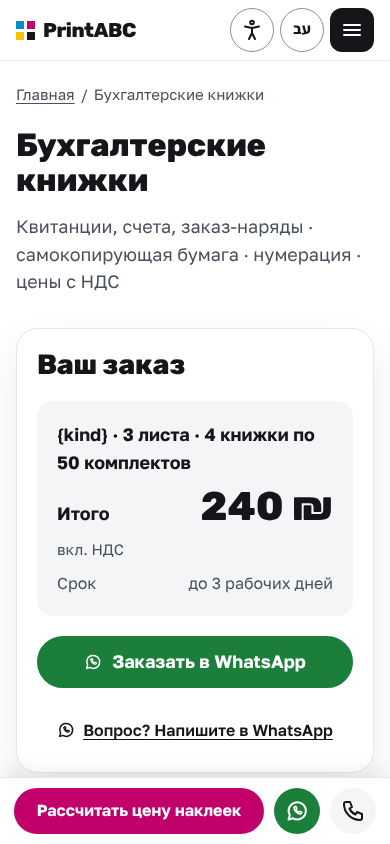 PrintABC
עב
Главная / Бухгалтерские книжки
Бухгалтерские
книжки
Квитанции, счета, заказ-наряды ·
самокопирующая бумага · нумерация ·
цены с НДС
Ваш заказ
{kind} · 3 листа · 4 книжки по
50 комплектов
Итого 240 ₪
вкл. НДС
Срок до 3 рабочих дней
Заказать в WhatsApp
Вопрос? Напишите в WhatsApp
Рассчитать цену наклеек